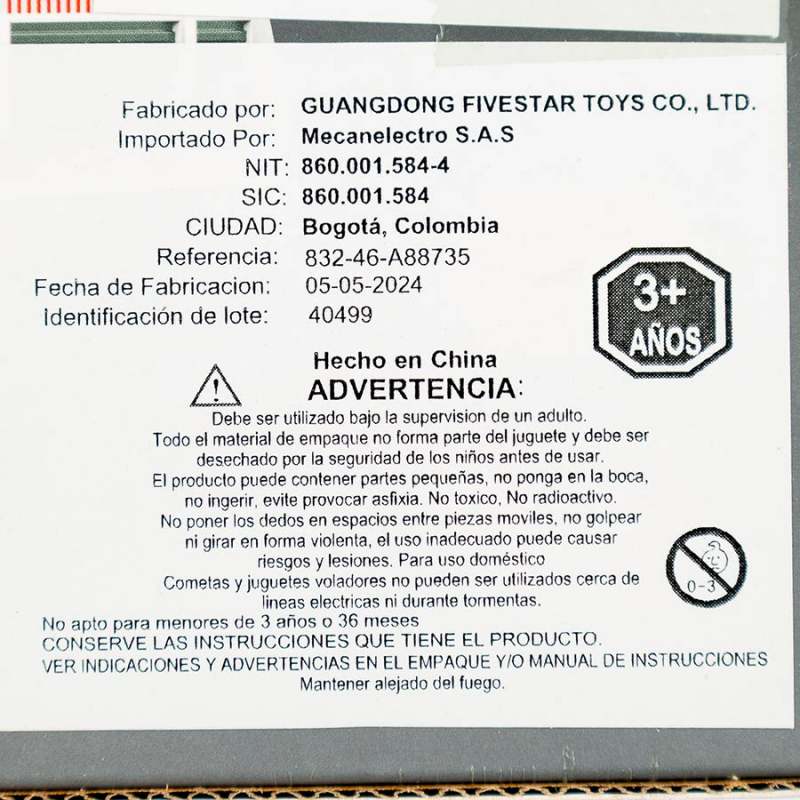 Fabricado por: GUANGDONG FIVESTAR TOYS CO., LTD.
Importado Por: Mecanelectro S.A.S
NIT: 860.001.584-4
SIC: 860.001.584
CIUDAD: Bogotá, Colombia
Referencia: 832-46-A88735
Fecha de Fabricacion: 05-05-2024
Identificación de lote: 40499
3+
AÑOS
Hecho en China
ADVERTENCIA:
Debe ser utilizado bajo la supervision de un adulto.
Todo el material de empaque no forma parte del juguete y debe ser
desechado por la seguridad de los niños antes de usar.
El producto puede contener partes pequeñas, no ponga en la boca,
no ingerir, evite provocar asfixia. No toxico, No radioactivo.
No poner los dedos en espacios entre piezas moviles, no golpear
ni girar en forma violenta, el uso inadecuado puede causar
riesgos y lesiones. Para uso doméstico
Cometas y juguetes voladores no pueden ser utilizados cerca de
lineas electricas ni durante tormentas.
0-3
No apto para menores de 3 años o 36 meses
CONSERVE LAS INSTRUCCIONES QUE TIENE EL PRODUCTO.
VER INDICACIONES Y ADVERTENCIAS EN EL EMPAQUE Y/O MANUAL DE INSTRUCCIONES
Mantener alejado del fuego.